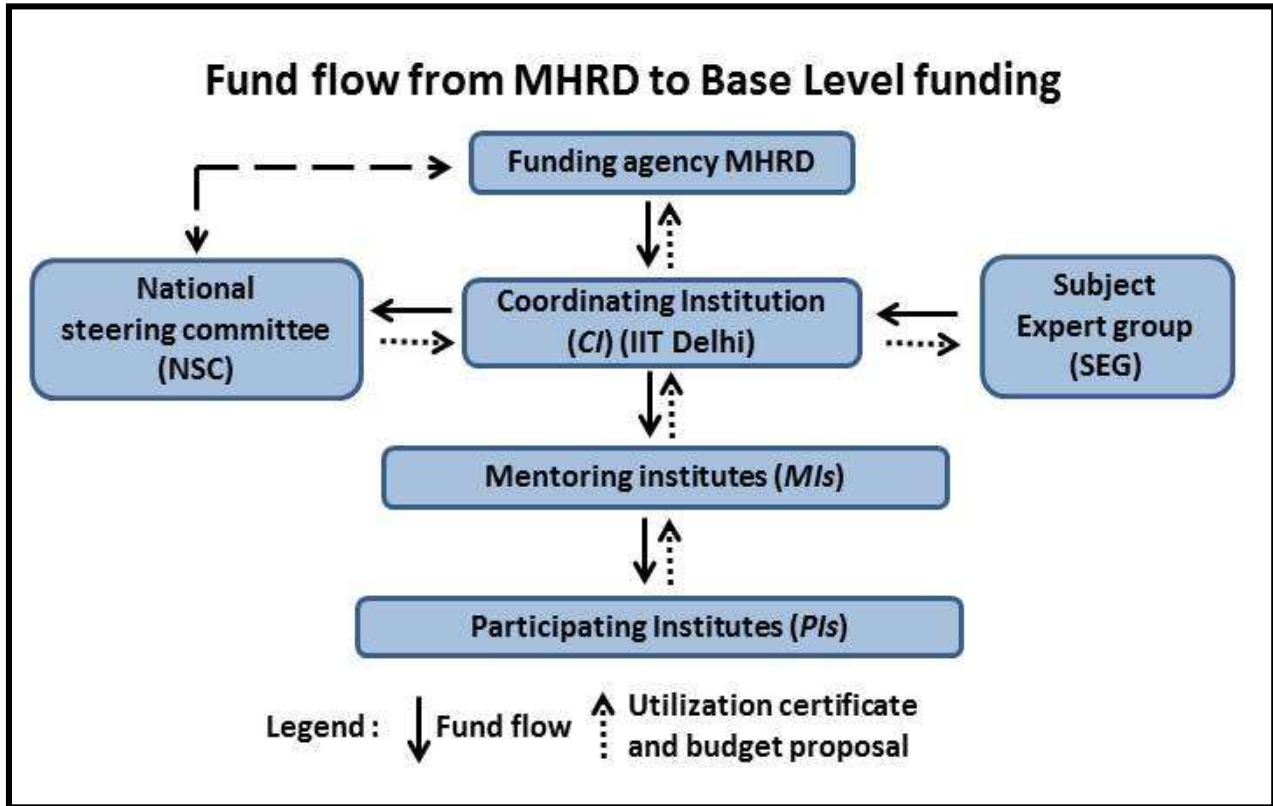 Fund flow from MHRD to Base Level funding
Funding agency MHRD
National
steering committee
(NSC)
Coordinating Institution
(CI) (IIT Delhi)
Subject
Expert group
(SEG)
Mentoring institutes (MIs)
Participating Institutes (PIs)
Legend :
Fund flow
Utilization certificate
and budget proposal